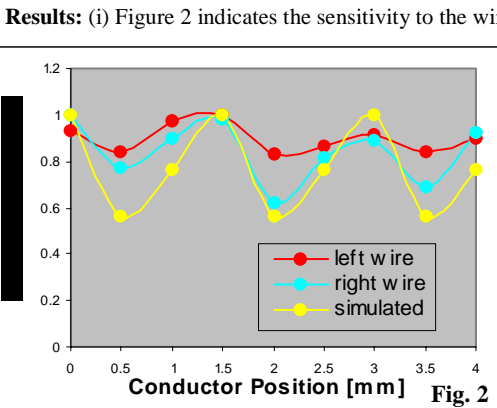 Results: (i) Figure 2 indicates the sensitivity to the wi
1.2
1
0.8
0.6
0.4
0.2
0
left wire
right wire
simulated
0 0.5 1 1.5 2 2.5 3 3.5 4
Conductor Position [mm]
Fig. 2